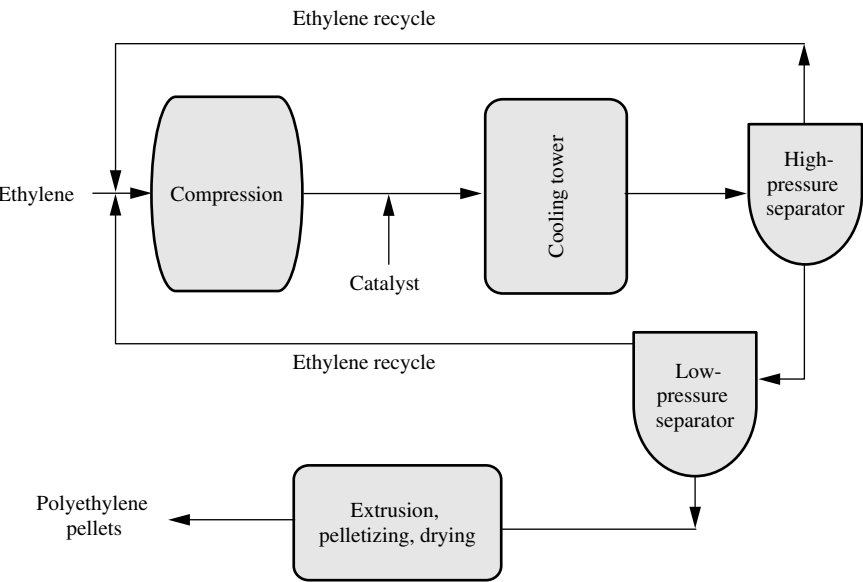 Ethylene recycle
Ethylene
Compression
Catalyst
Cooling tower
High-
pressure
separator
Ethylene recycle
Low-
pressure
separator
Polyethylene
pellets
Extrusion,
pelletizing, drying